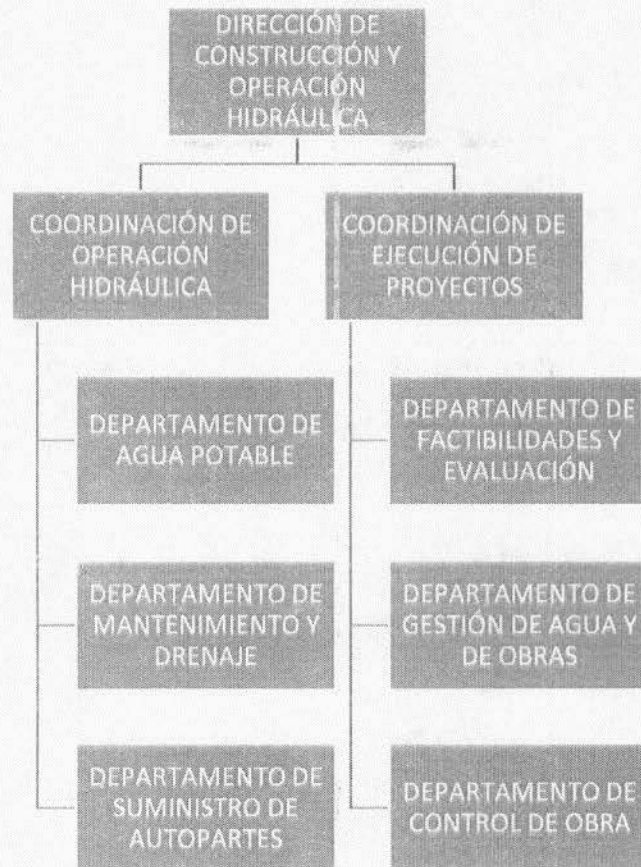 DIRECCIÓN DE
CONSTRUCCIÓN Y
OPERACIÓN
HIDRÁULICA
COORDINACIÓN DE
OPERACIÓN
HIDRÁULICA
COORDINACIÓN DE
EJECUCIÓN DE
PROYECTOS
DEPARTAMENTO DE
AGUA POTABLE
DEPARTAMENTO DE
FACTIBILIDADES Y
EVALUACIÓN
DEPARTAMENTO DE
MANTENIMIENTO Y
DRENAJE
DEPARTAMENTO DE
GESTIÓN DE AGUA Y
DE OBRAS
DEPARTAMENTO DE
SUMINISTRO DE
AUTOPARTES
DEPARTAMENTO DE
CONTROL DE OBRA